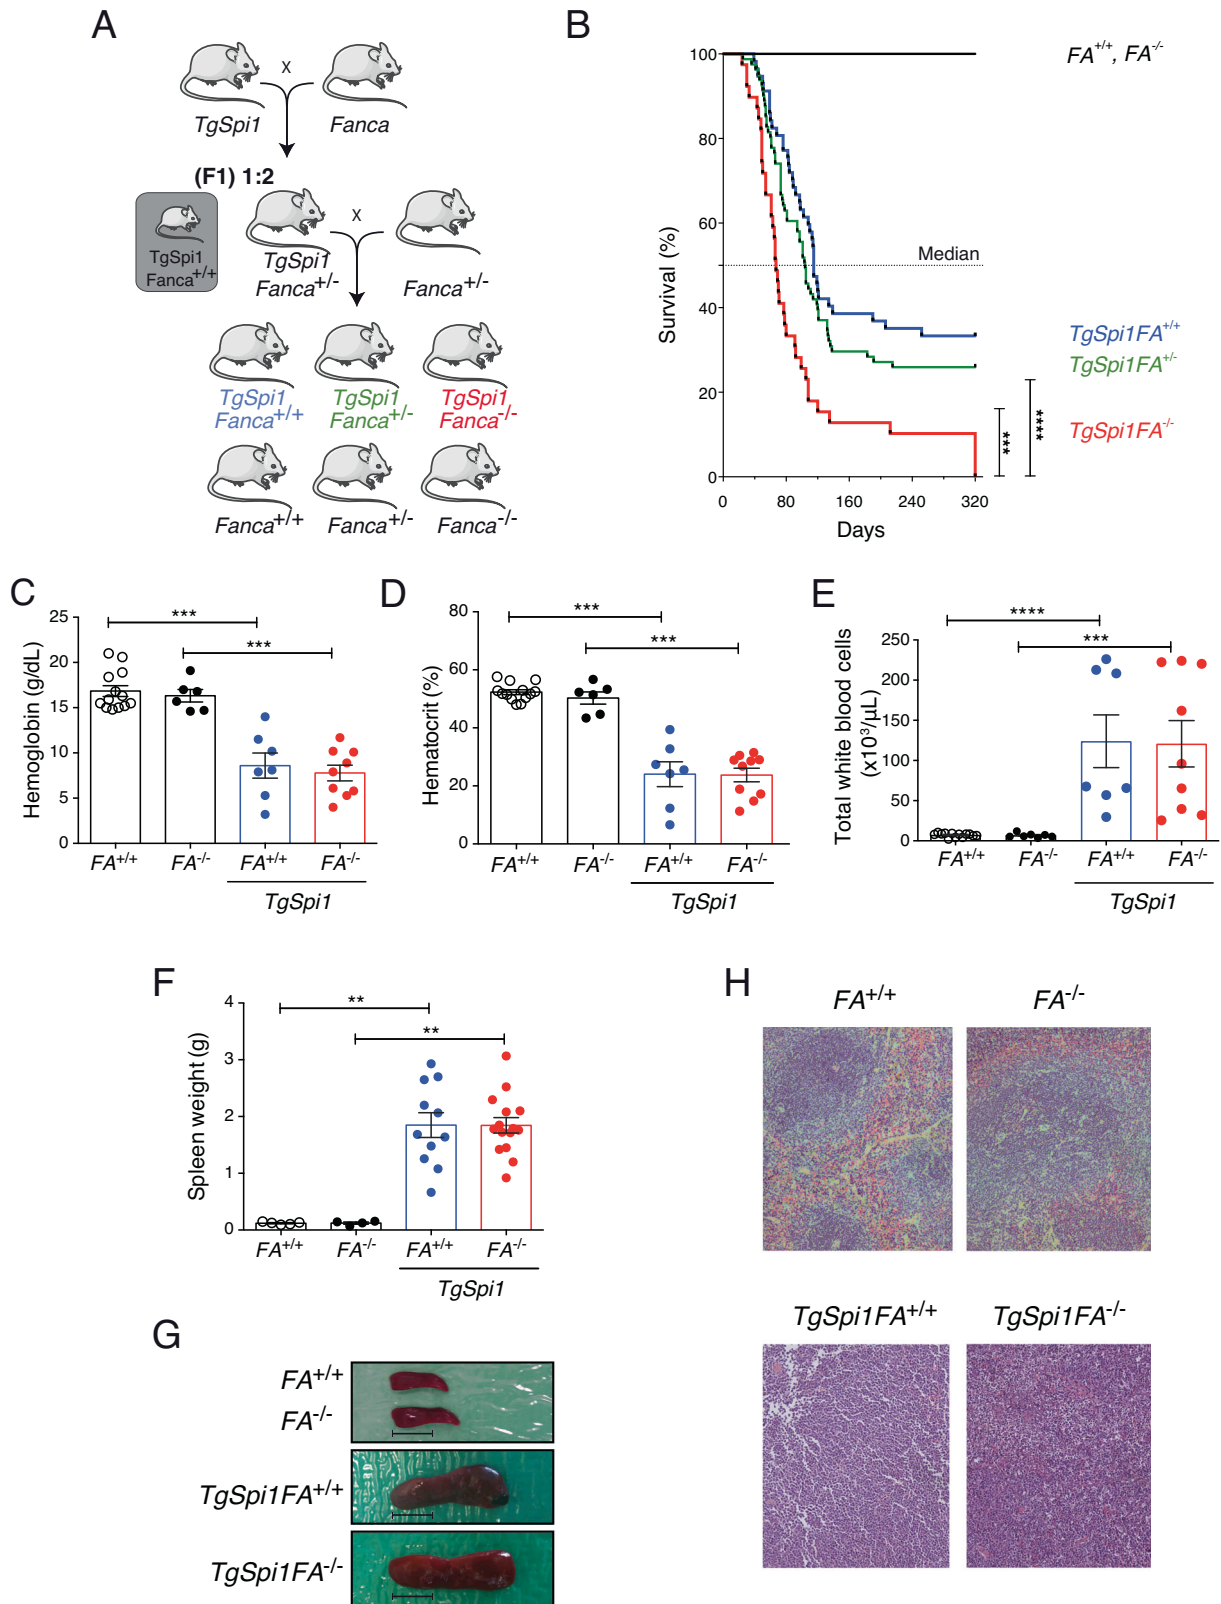 A
X
TgSpi1
Fanca
(F1) 1:2
TgSpi1
Fanca+/+
X
TgSpi1
Fanca+/-
Fanca+/-
TgSpi1
Fanca+/+
TgSpi1
Fanca+/-
TgSpi1
Fanca-/-
Fanca+/+
Fanca+/-
Fanca-/-
B
Survival (%)
100
80
60
40
20
0
0
80
160
240
320
Days
Median
FA+/+, FA-/-
TgSpi1FA+/+
TgSpi1FA+/-
TgSpi1FA-/-
***
****
C
Hemoglobin (g/dL)
25
20
15
10
5
0
***
***
FA+/+
FA-/-
FA+/+
FA-/-
TgSpi1
D
Hematocrit (%)
80
60
40
20
0
***
***
FA+/+
FA-/-
FA+/+
FA-/-
TgSpi1
E
Total white blood cells
(x10³/µL)
250
200
150
100
50
0
****
***
FA+/+
FA-/-
FA+/+
FA-/-
TgSpi1
F
Spleen weight (g)
4
3
2
1
0
**
**
FA+/+
FA-/-
FA+/+
FA-/-
TgSpi1
G
FA+/+
FA-/-
TgSpi1FA+/+
TgSpi1FA-/-
H
FA+/+
FA-/-
TgSpi1FA+/+
TgSpi1FA-/-